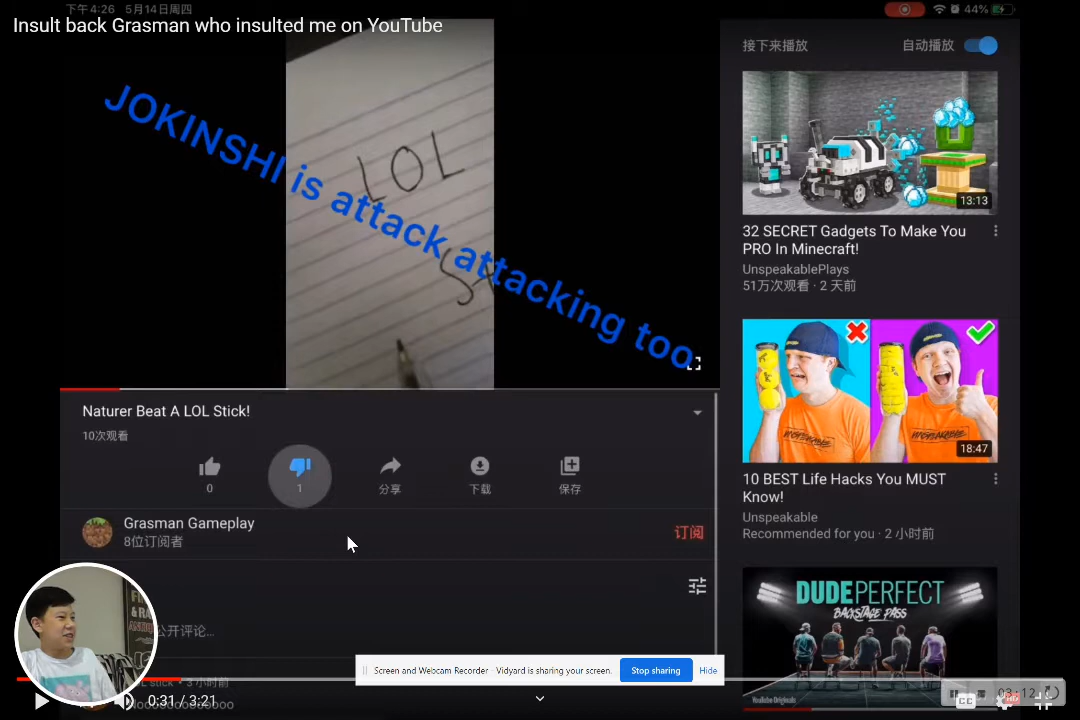 下午4:26 5月14日周四
44%
Insult back Grasman who insulted me on YouTube
接下来播放
自动播放
JOKINSHI is attack attacking too.
LOL
13:13
32 SECRET Gadgets To Make You
PRO In Minecraft!
UnspeakablePlays
51万次观看 · 2 天前
Naturer Beat A LOL Stick!
10次观看
0
1
分享
下载
保存
18:47
10 BEST Life Hacks You MUST
Know!
Unspeakable
Recommended for you · 2 小时前
Grasman Gameplay
8位订阅者
订阅
公开评论...
DUDE PERFECT
BACKSTAGE PASS
YouTube Originals
Screen and Webcam Recorder - Vidyard is sharing your screen.
Stop sharing
Hide
0:31 / 3:21
03:12
CC
HD